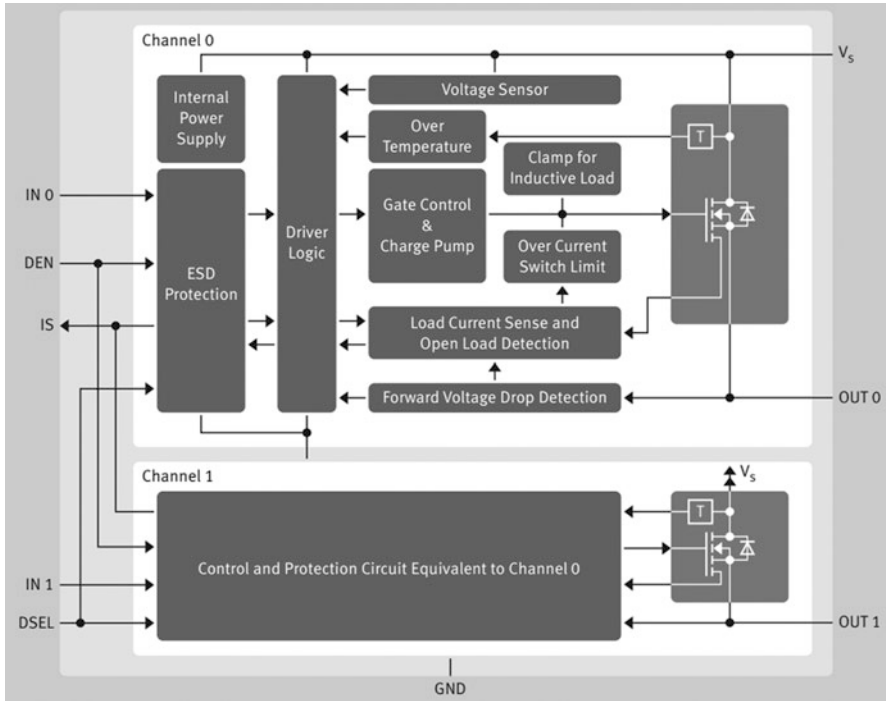 Channel 0
V_S
Internal
Power
Supply
Voltage Sensor
Over
Temperature
T
Clamp for
Inductive Load
IN 0
DEN
IS
ESD
Protection
Driver
Logic
Gate Control
&
Charge Pump
Over Current
Switch Limit
Load Current Sense and
Open Load Detection
Forward Voltage Drop Detection
OUT 0
Channel 1
V_S
T
Control and Protection Circuit Equivalent to Channel 0
IN 1
DSEL
OUT 1
GND